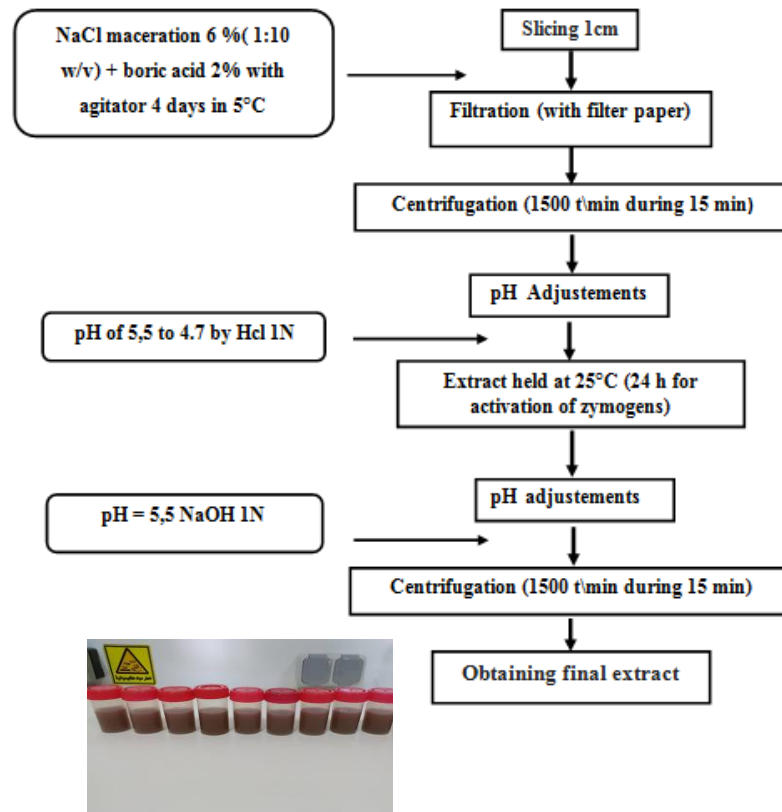 NaCl maceration 6 %( 1:10
w/v) + boric acid 2% with
agitator 4 days in 5°C
Slicing 1cm
Filtration (with filter paper)
Centrifugation (1500 t\min during 15 min)
pH Adjustements
pH of 5,5 to 4.7 by Hcl 1N
Extract held at 25°C (24 h for
activation of zymogens)
pH adjustements
pH = 5,5 NaOH 1N
Centrifugation (1500 t\min during 15 min)
Obtaining final extract